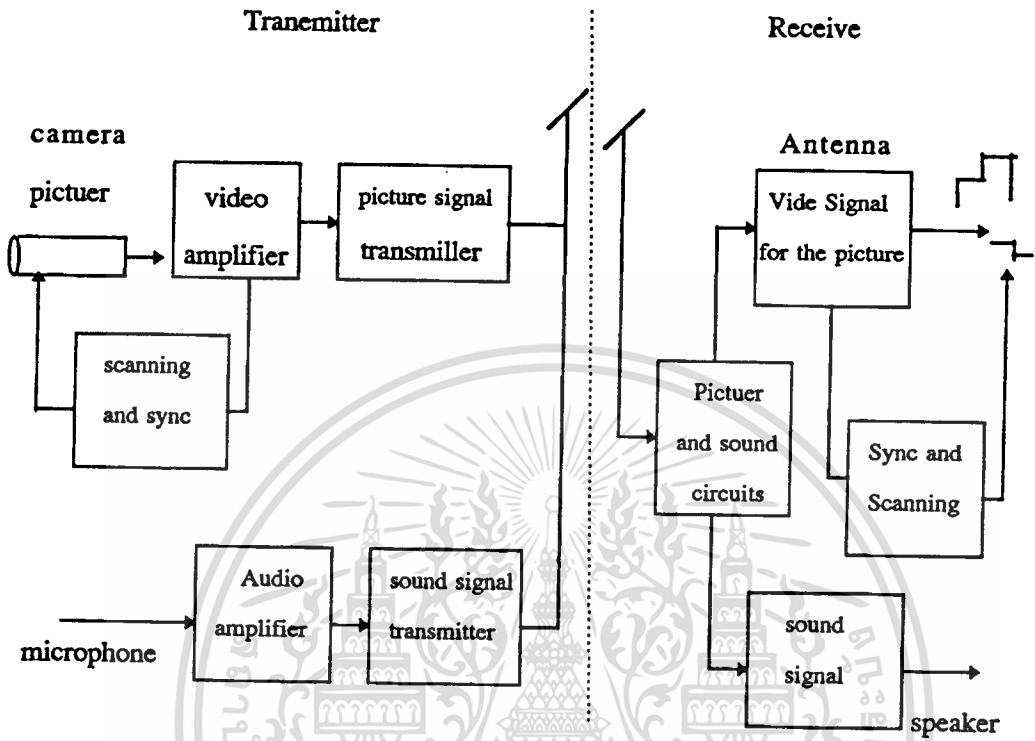 Tranemitter
Receive
camera
pictuer
video
amplifier
picture signal
transmiller
scanning
and sync
Audio
amplifier
sound signal
transmitter
microphone
Antenna
Vide Signal
for the picture
Pictuer
and sound
circuits
Sync and
Scanning
sound
signal
speaker